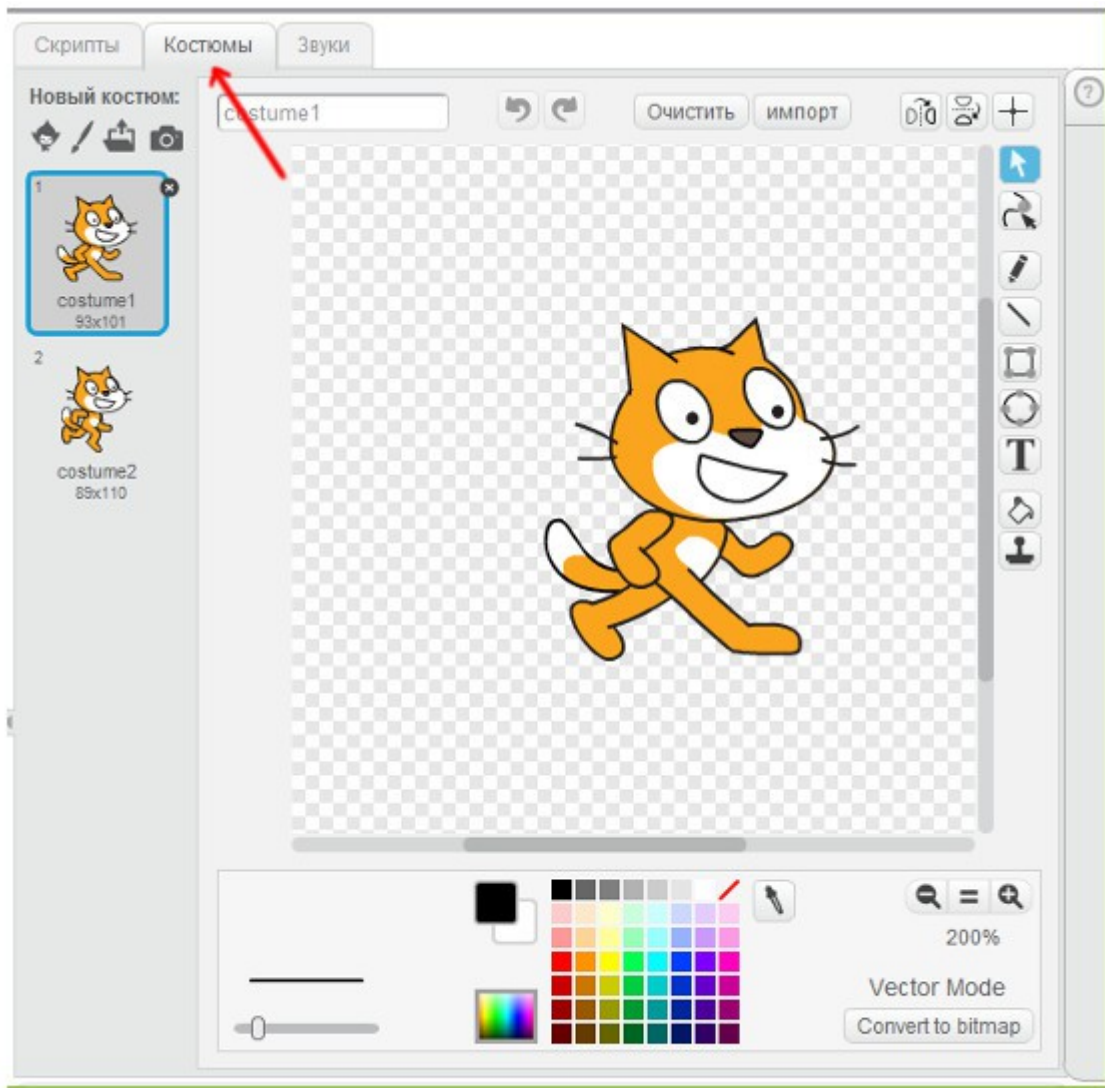 Скрипты Костюмы Звуки
Новый костюм:
costume1 Очистить импорт
1
costume1
93x101
2
costume2
89x110
T
?
200%
Vector Mode
Convert to bitmap